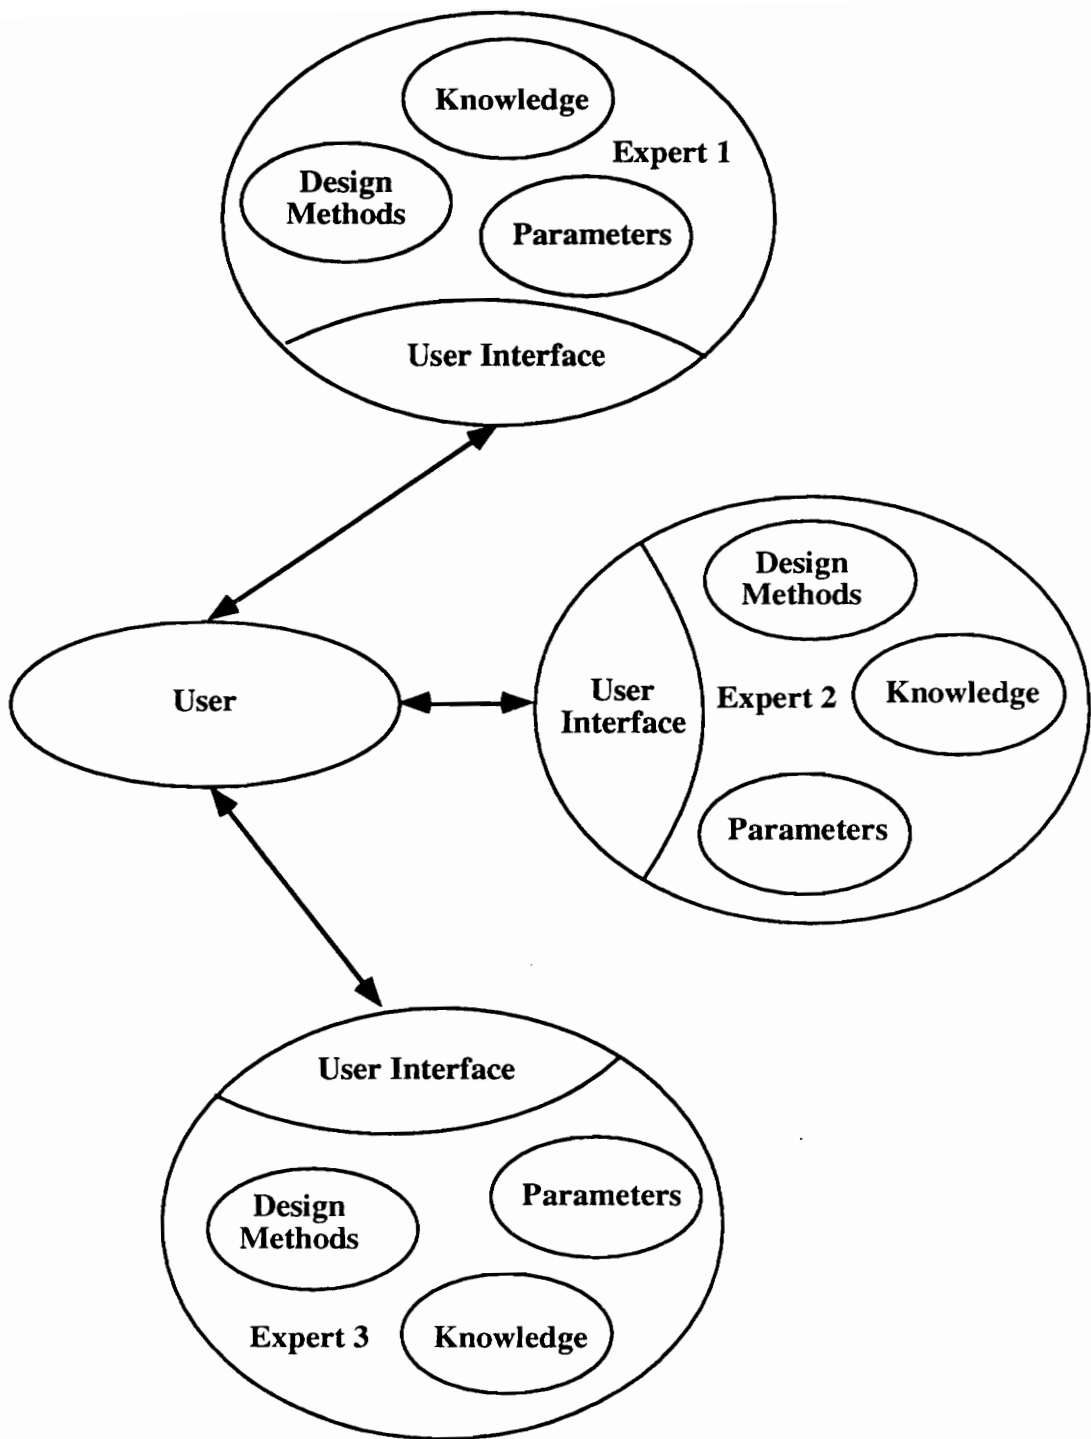 Knowledge
Expert 1
Design
Methods
Parameters
User Interface
Design
Methods
User
User
Interface
Expert 2
Knowledge
Parameters
User Interface
Parameters
Design
Methods
Expert 3
Knowledge